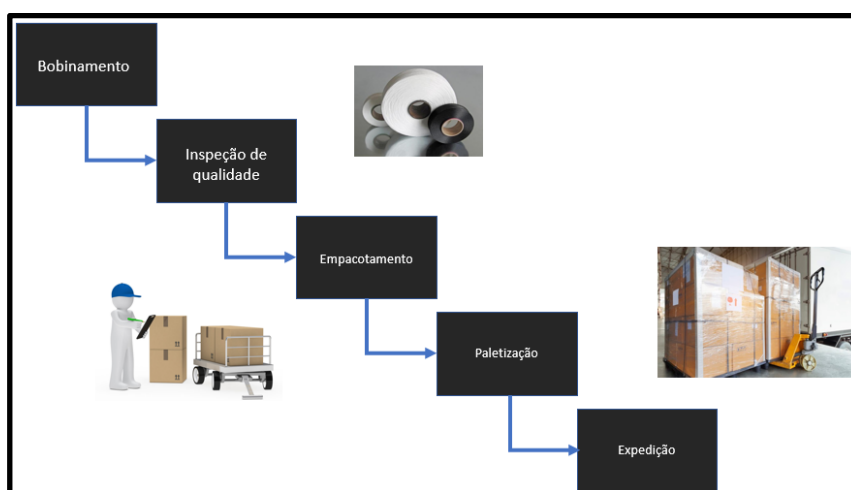 Bobinamento
Inspeção de
qualidade
Empacotamento
Paletização
Expedição